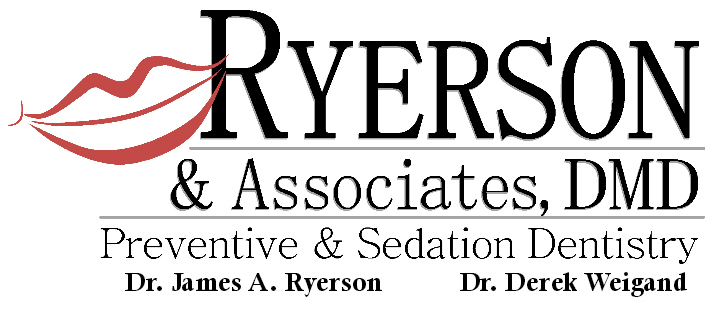 RYERSON
& Associates, DMD
Preventive & Sedation Dentistry
Dr. James A. Ryerson Dr. Derek Weigand